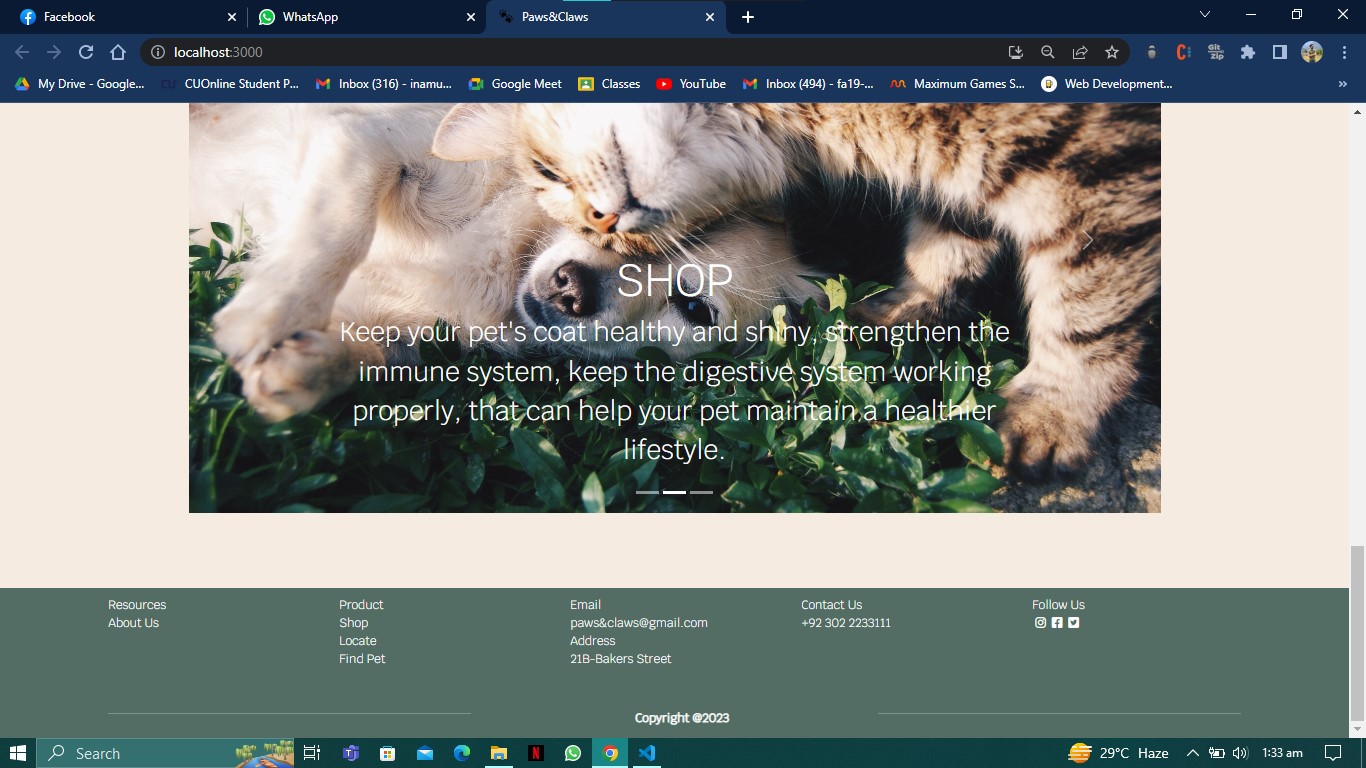 Facebook
WhatsApp
Paws&Claws
localhost:3000
My Drive - Google...
CUOnline Student P...
Inbox (316) - inamu...
Google Meet
Classes
YouTube
Inbox (494) - fa19-...
Maximum Games S...
Web Development...
Git
Zip
SHOP
Keep your pet's coat healthy and shiny, strengthen the
immune system, keep the digestive system working
properly, that can help your pet maintain a healthier
lifestyle.
Resources
About Us
Product
Shop
Locate
Find Pet
Email
paws&claws@gmail.com
Address
21B-Bakers Street
Contact Us
+92 302 2233111
Follow Us
Copyright @2023
Search
29°C Haze
1:33 am